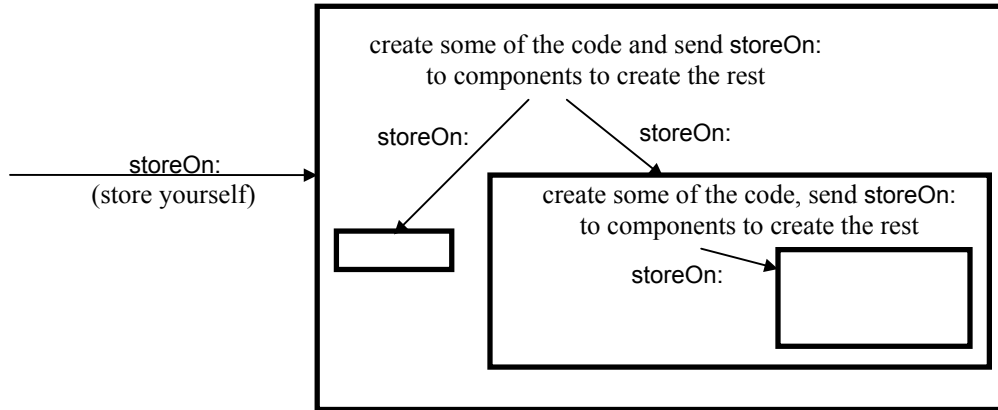 create some of the code and send storeOn:
to components to create the rest
storeOn:
storeOn:
storeOn:
(store yourself)
create some of the code, send storeOn:
to components to create the rest
storeOn: